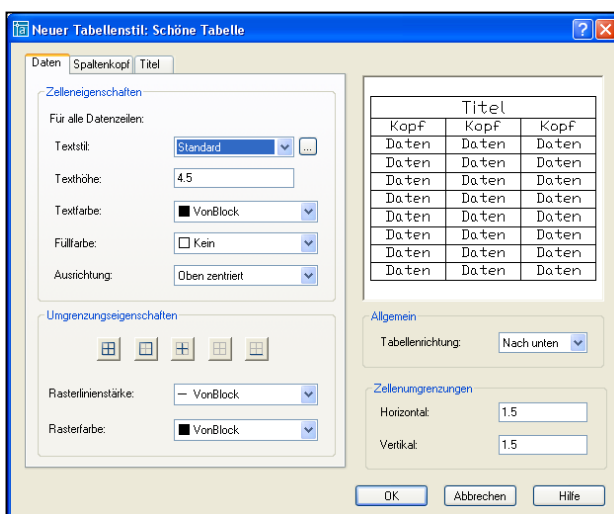 Neuer Tabellenstil: Schöne Tabelle
Daten Spaltenkopf Titel
Zelleneigenschaften
Für alle Datenzeilen:
Textstil: Standard ...
Texthöhe: 4.5
Textfarbe: VonBlock
Füllfarbe: Kein
Ausrichtung: Oben zentriert
Umgrenzungseigenschaften
Rasterlinienstärke: VonBlock
Rasterfarbe: VonBlock
Titel
Kopf Kopf Kopf
Daten Daten Daten
Daten Daten Daten
Daten Daten Daten
Daten Daten Daten
Daten Daten Daten
Daten Daten Daten
Daten Daten Daten
Daten Daten Daten
Allgemein
Tabellenrichtung: Nach unten
Zellenumgrenzungen
Horizontal: 1.5
Vertikal: 1.5
OK Abbrechen Hilfe